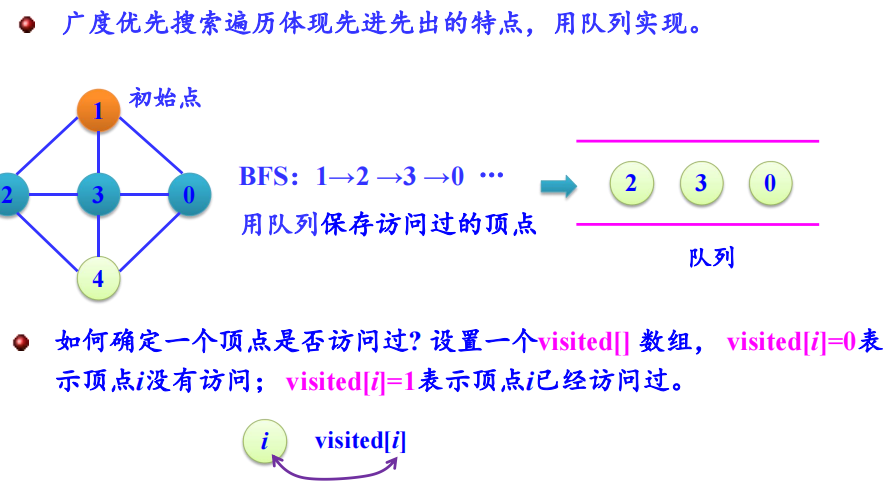 广度优先搜索遍历体现先进先出的特点，用队列实现。
1
初始点
2
3
0
4
BFS：1→2 →3 →0 …
用队列保存访问过的顶点
2 3 0
队列
如何确定一个顶点是否访问过? 设置一个visited[] 数组， visited[i]=0表
示顶点i没有访问； visited[i]=1表示顶点i已经访问过。
i visited[i]